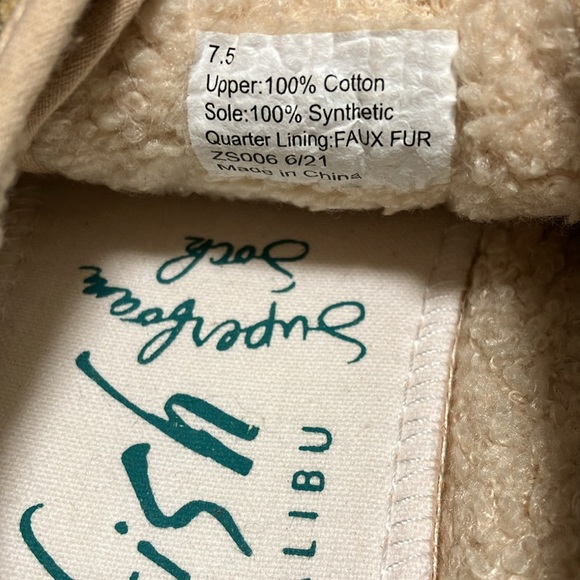 7.5
Upper:100% Cotton
Sole:100% Synthetic
Quarter Lining:FAUX FUR
ZS006 6/21
Made in China
Superfoam
Sock
fish
LIBU